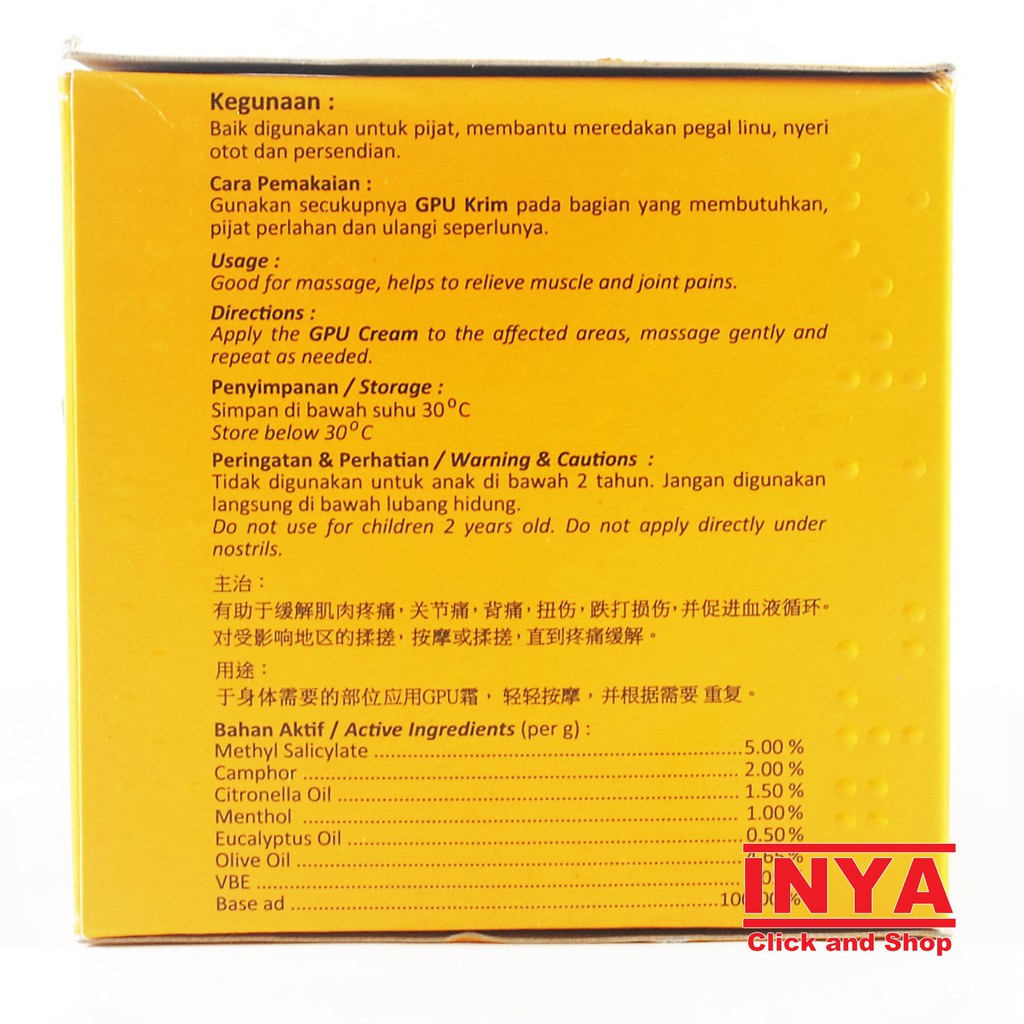 Kegunaan :
Baik digunakan untuk pijat, membantu meredakan pegal linu, nyeri
otot dan persendian.
Cara Pemakaian :
Gunakan secukupnya GPU Krim pada bagian yang membutuhkan,
pijat perlahan dan ulangi seperlunya.
Usage :
Good for massage, helps to relieve muscle and joint pains.
Directions :
Apply the GPU Cream to the affected areas, massage gently and
repeat as needed.
Penyimpanan / Storage :
Simpan di bawah suhu 30°C
Store below 30°C
Peringatan & Perhatian / Warning & Cautions :
Tidak digunakan untuk anak di bawah 2 tahun. Jangan digunakan
langsung di bawah lubang hidung.
Do not use for children 2 years old. Do not apply directly under
nostrils.
主治：
有助于缓解肌肉疼痛，关节痛，背痛，扭伤，跌打损伤，并促进血液循环。
对受影响地区的揉搓，按摩或揉搓，直到疼痛缓解。
用途：
于身体需要的部位应用GPU霜，轻轻按摩，并根据需要 重复。
Bahan Aktif / Active Ingredients (per g) :
Methyl Salicylate ........ 5.00 %
Camphor ........ 2.00 %
Citronella Oil ........ 1.50 %
Menthol ........ 1.00 %
Eucalyptus Oil ........ 0.50 %
Olive Oil ........
VBE ........
Base ad ........
INYA
Click and Shop